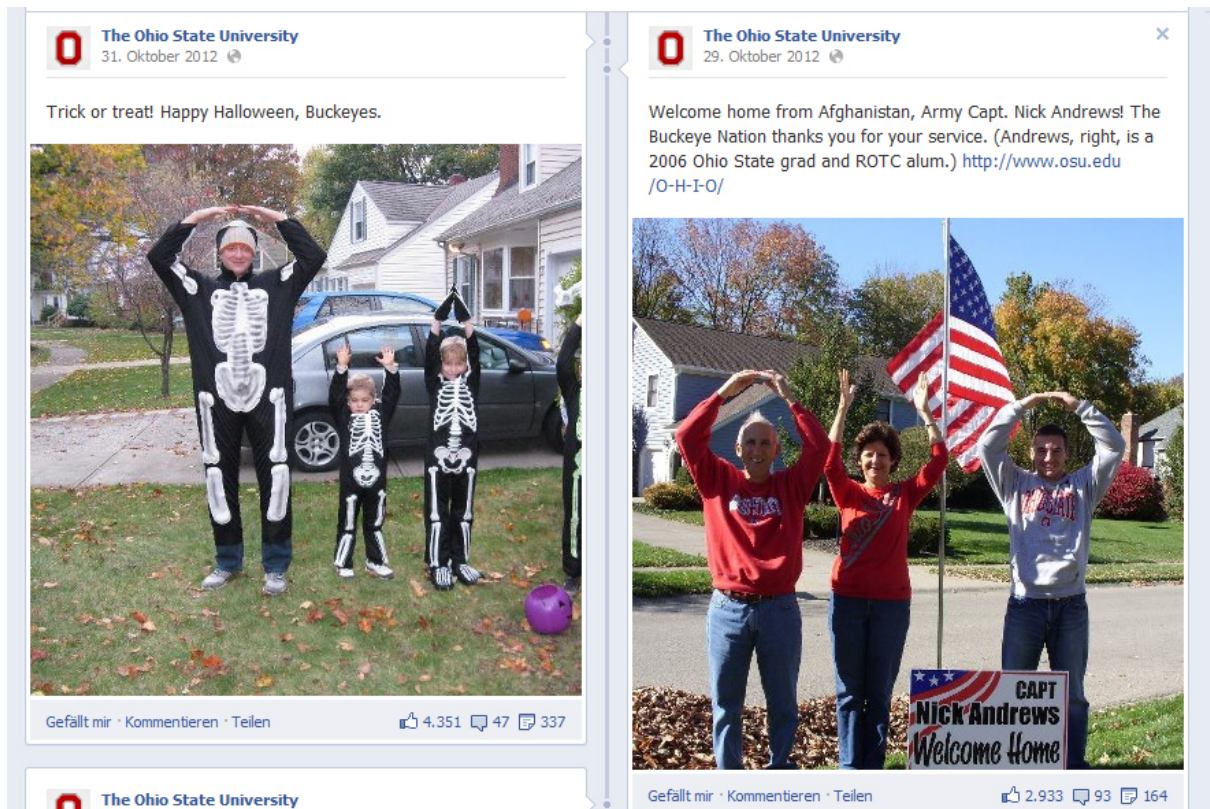 The Ohio State University
31. Oktober 2012
Trick or treat! Happy Halloween, Buckeyes.
Gefällt mir · Kommentieren · Teilen
4.351 47 337
The Ohio State University
The Ohio State University
29. Oktober 2012
Welcome home from Afghanistan, Army Capt. Nick Andrews! The
Buckeye Nation thanks you for your service. (Andrews, right, is a
2006 Ohio State grad and ROTC alum.) http://www.osu.edu
/O-H-I-O/
CAPT
Nick Andrews
Welcome Home
Gefällt mir · Kommentieren · Teilen
2.933 93 164